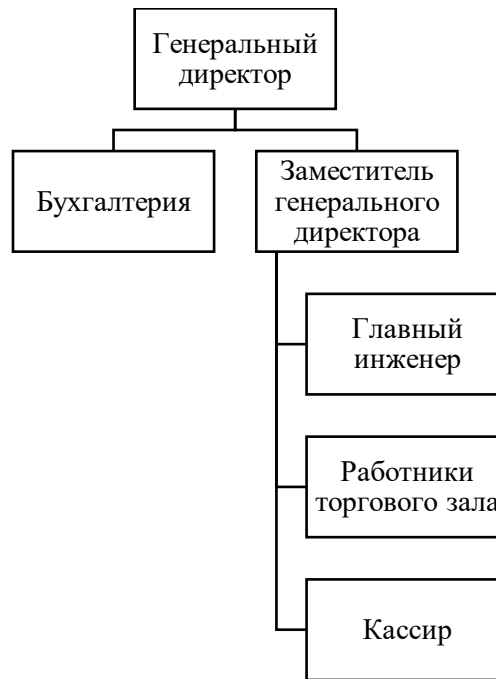 Генеральный
директор
Бухгалтерия
Заместитель
генерального
директора
Главный
инженер
Работники
торгового зала
Кассир